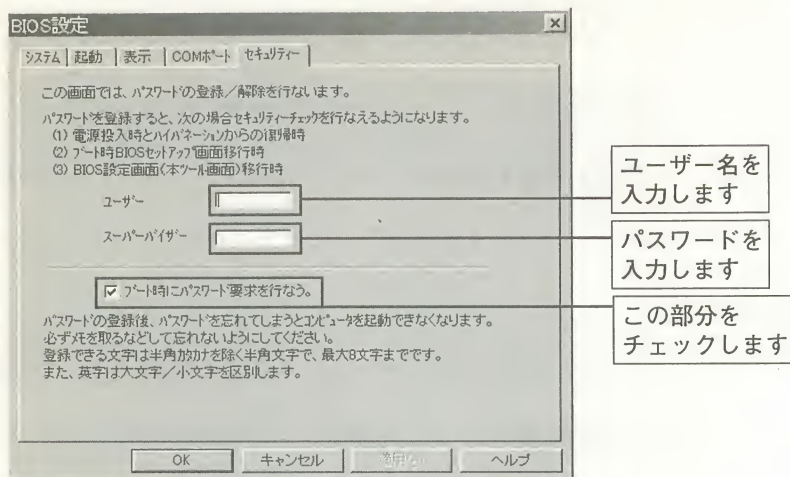 BIOS設定
システム 起動 表示 COMポート セキュリティー
この画面では、パスワードの登録／解除を行ないます。
パスワードを登録すると、次の場合セキュリティーチェックを行なえるようになります。
(1) 電源投入時とハイバネーションからの復帰時
(2) ブート時BIOSセットアップ画面移行時
(3) BIOS設定画面(本ツール画面)移行時
ユーザー
スーパーバイザー
ブート時にパスワード要求を行なう。
パスワードの登録後、パスワードを忘れてしまうとコンピュータを起動できなくなります。
必ずメモを取るなどして忘れないようにしてください。
登録できる文字は半角カタカナを除く半角文字で、最大8文字までです。
また、英字は大文字／小文字を区別します。
OK キャンセル ヘルプ
ユーザー名を
入力します
パスワードを
入力します
この部分を
チェックします